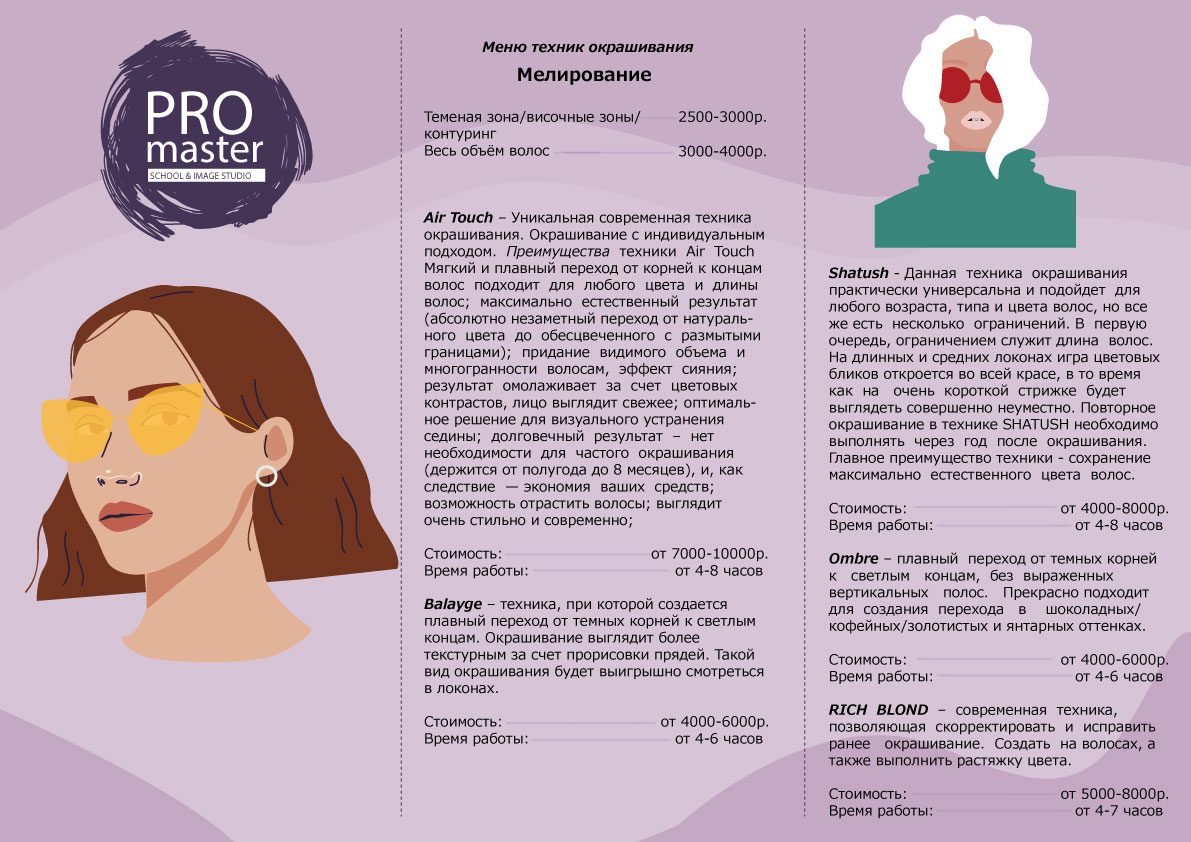 PRO
master
SCHOOL & IMAGE STUDIO
Меню техник окрашивания
Мелирование
Теменая зона/височные зоны/ 2500-3000р.
контуринг
Весь объём волос 3000-4000р.
Air Touch – Уникальная современная техника
окрашивания. Окрашивание с индивидуальным
подходом. Преимущества техники Air Touch
Мягкий и плавный переход от корней к концам
волос подходит для любого цвета и длины
волос; максимально естественный результат
(абсолютно незаметный переход от натураль-
ного цвета до обесцвеченного с размытыми
границами); придание видимого объема и
многогранности волосам, эффект сияния;
результат омолаживает за счет цветовых
контрастов, лицо выглядит свежее; оптималь-
ное решение для визуального устранения
седины; долговечный результат – нет
необходимости для частого окрашивания
(держится от полугода до 8 месяцев), и, как
следствие — экономия ваших средств;
возможность отрастить волосы; выглядит
очень стильно и современно;
Стоимость: от 7000-10000р.
Время работы: от 4-8 часов
Balayge – техника, при которой создается
плавный переход от темных корней к светлым
концам. Окрашивание выглядит более
текстурным за счет прорисовки прядей. Такой
вид окрашивания будет выигрышно смотреться
в локонах.
Стоимость: от 4000-6000р.
Время работы: от 4-6 часов
Shatush - Данная техника окрашивания
практически универсальна и подойдет для
любого возраста, типа и цвета волос, но все
же есть несколько ограничений. В первую
очередь, ограничением служит длина волос.
На длинных и средних локонах игра цветовых
бликов откроется во всей красе, в то время
как на очень короткой стрижке будет
выглядеть совершенно неуместно. Повторное
окрашивание в технике SHATUSH необходимо
выполнять через год после окрашивания.
Главное преимущество техники - сохранение
максимально естественного цвета волос.
Стоимость: от 4000-8000р.
Время работы: от 4-8 часов
Ombre – плавный переход от темных корней
к светлым концам, без выраженных
вертикальных полос. Прекрасно подходит
для создания перехода в шоколадных/
кофейных/золотистых и янтарных оттенках.
Стоимость: от 4000-6000р.
Время работы: от 4-6 часов
RICH BLOND – современная техника,
позволяющая скорректировать и исправить
ранее окрашивание. Создать на волосах, а
также выполнить растяжку цвета.
Стоимость: от 5000-8000р.
Время работы: от 4-7 часов